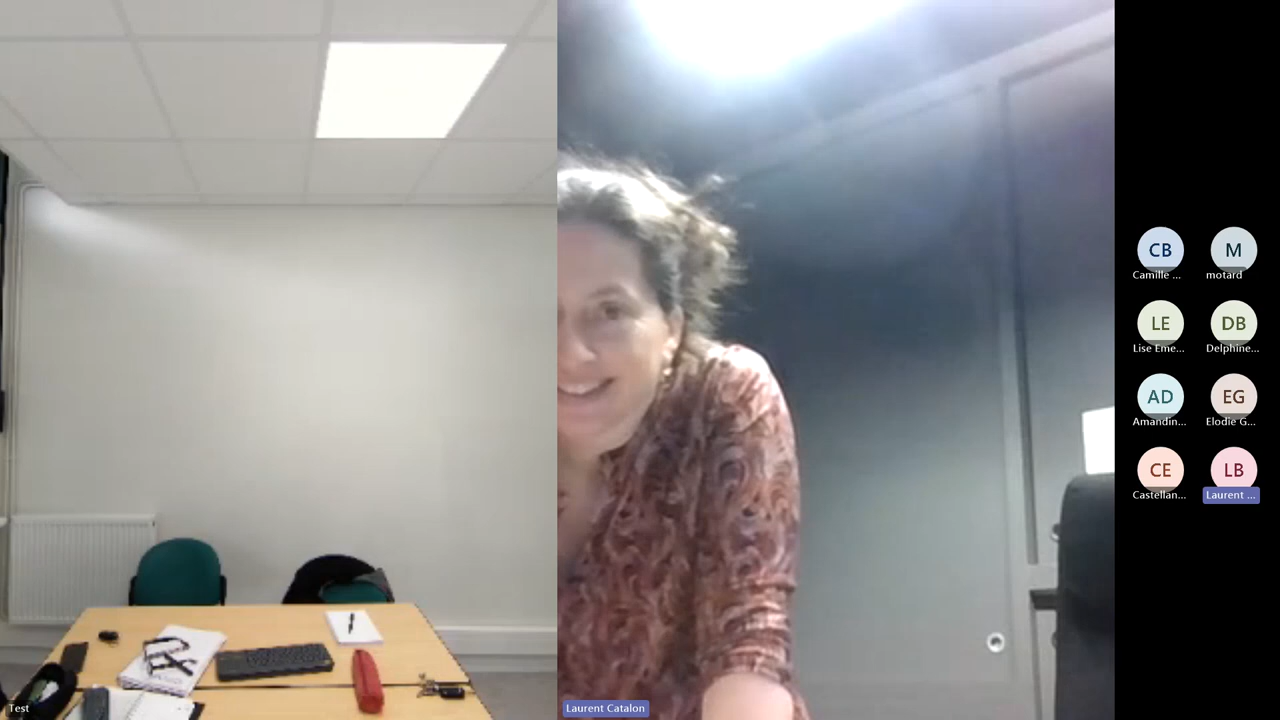 Test
Laurent Catalon
CB
Camille ...
M
motard
LE
Lise Eme...
DB
Delphine...
AD
Amandin...
EG
Elodie G...
CE
Castellan...
LB
Laurent ...